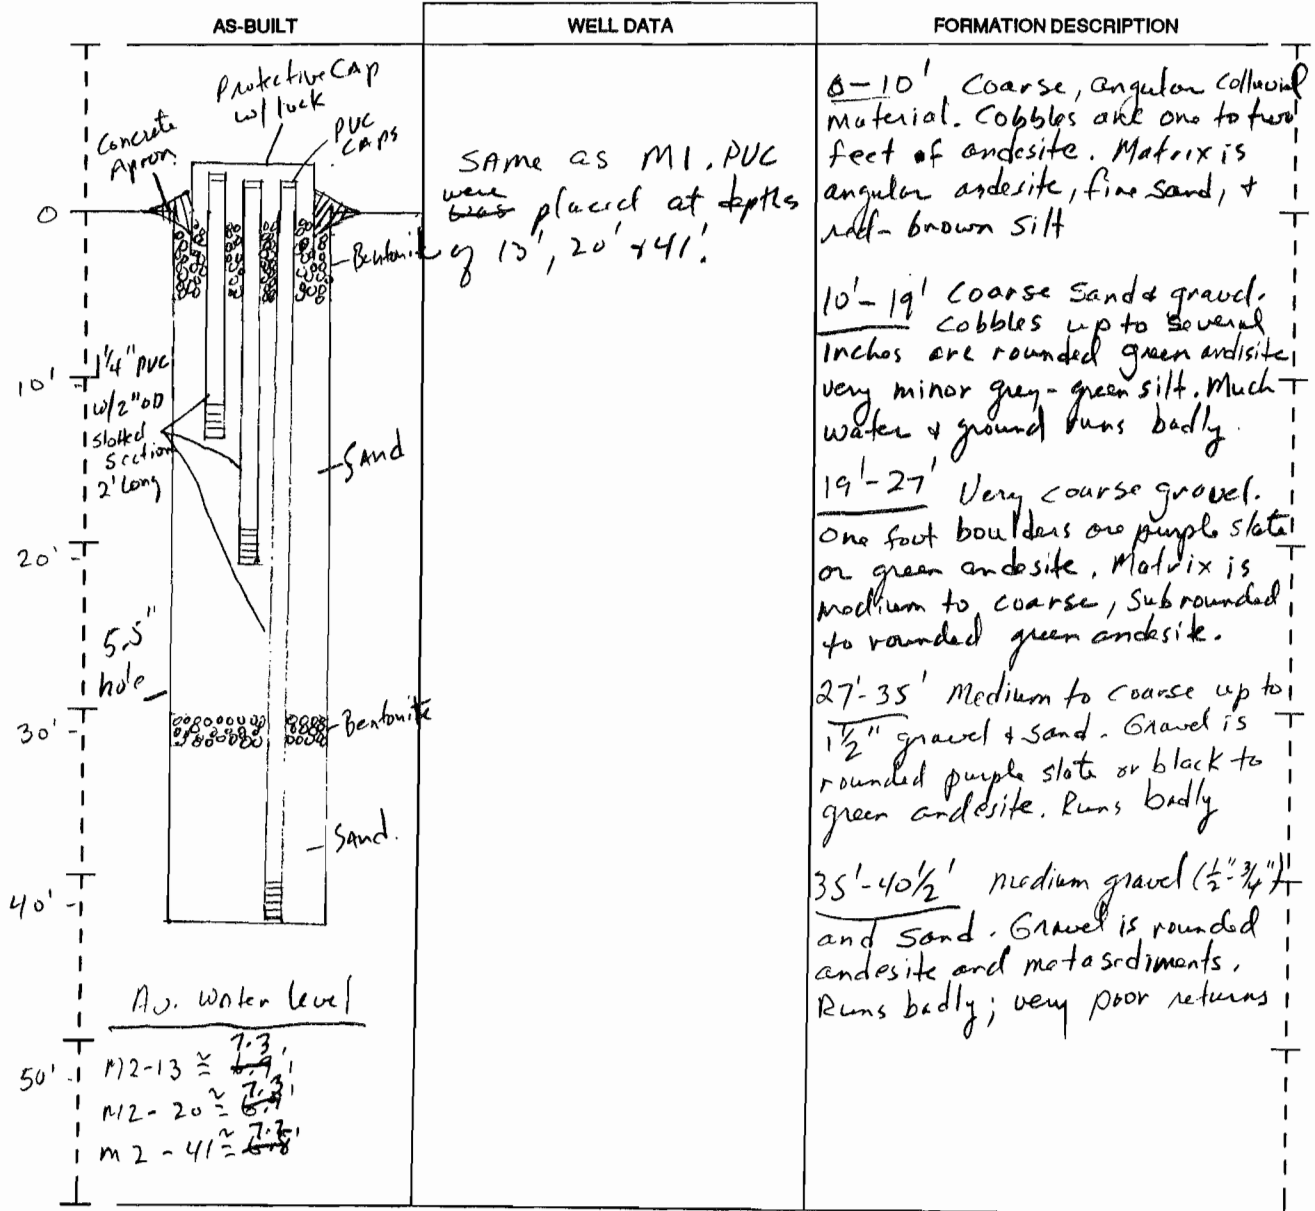 AS-BUILT
WELL DATA
FORMATION DESCRIPTION
Protective CAP
w/ lock
Concrete
Apron
PVC
CAPS
0
10'
20'
30'
40'
50'
Bentonite
1 1/4" PVC
w/2" OD
slotted
section
2' Long
SAND
5.5"
hole
Bentonite
SAND.
Av. Water level
M2-13 ≅ 7.3'
M2-20 ≅ 7.3'
M2-41 ≅
SAME as M1. PVC
were placed at depths
of 13', 20' & 41'.
0-10' Coarse, angular Colluvial
Material. Cobbles are one to two
feet of andesite. Matrix is
angular andesite, fine sand, &
red-brown silt
10'-19' Coarse Sand & gravel.
Cobbles up to several
Inches are rounded green andisite
very minor grey-green silt. Much
water & ground runs badly.
19'-27' Very coarse gravel.
One foot boulders are purple slate
or green andesite. Matrix is
medium to coarse, Subrounded
to rounded green andesite.
27'-35' Medium to coarse up to
1 1/2" gravel & sand. Gravel is
rounded purple slate or black to
green andesite. Runs badly
35'-40 1/2' Medium gravel (1/2"-3/4")
and Sand. Gravel is rounded
andesite and metasediments.
Runs badly; very poor returns